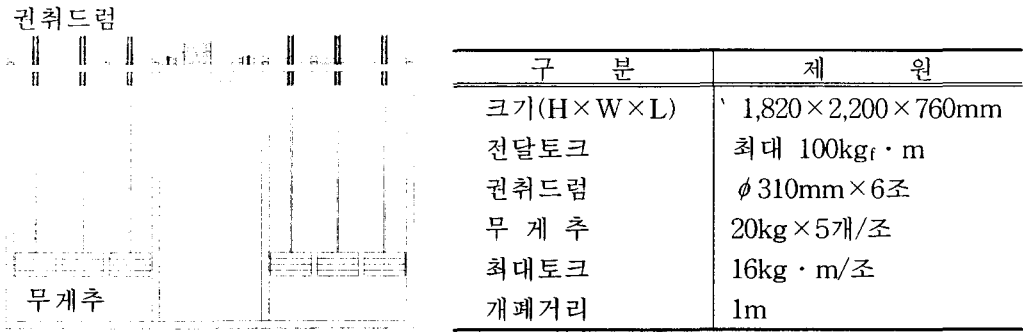 권취드럼
무게추
구 분 제 원
크기(H×W×L) 1,820×2,200×760mm
전달토크 최대 100kgf·m
권취드럼 ϕ310mm×6조
무 게 추 20kg×5개/조
최대토크 16kg·m/조
개폐거리 1m